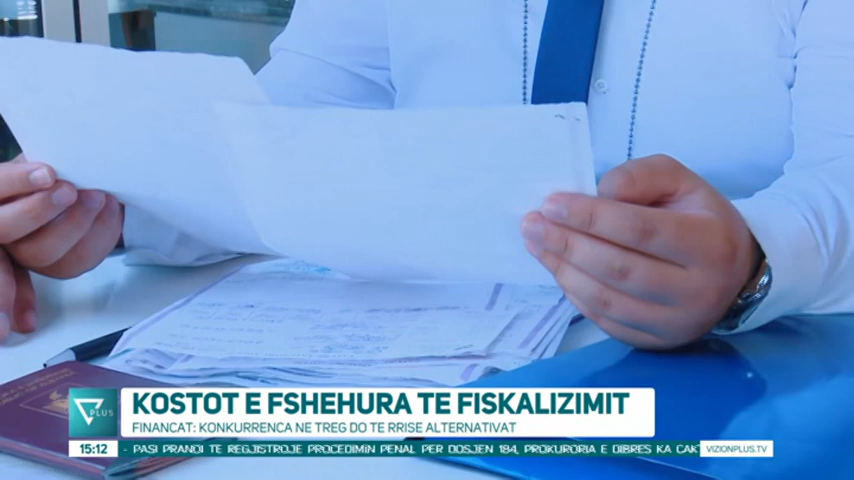 KOSTOT E FSHEHURA TE FISKALIZIMIT
PLUS
FINANCAT: KONKURRENCA NE TREG DO TE RRISE ALTERNATIVAT
15:12
- PASI PRANOI TE REGJISTROJE PROCEDIMIN PENAL PER DOSJEN 184, PROKURORIA E DIBRES KA CAKT
VIZIONPLUS.TV